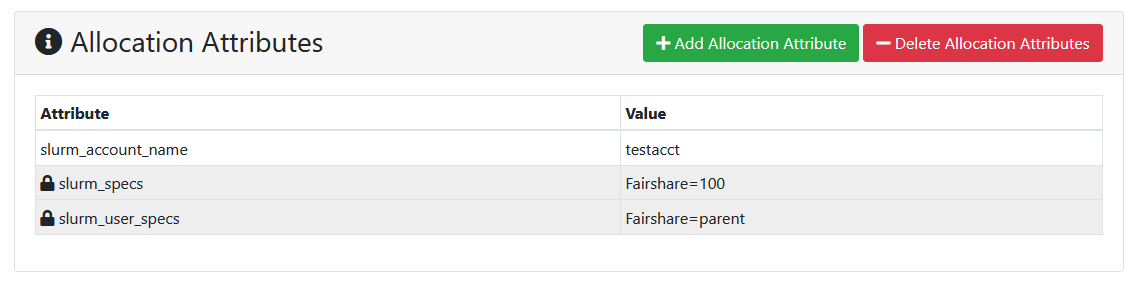 Allocation Attributes
Add Allocation Attribute
Delete Allocation Attributes
Attribute Value
slurm_account_name testacct
slurm_specs Fairshare=100
slurm_user_specs Fairshare=parent